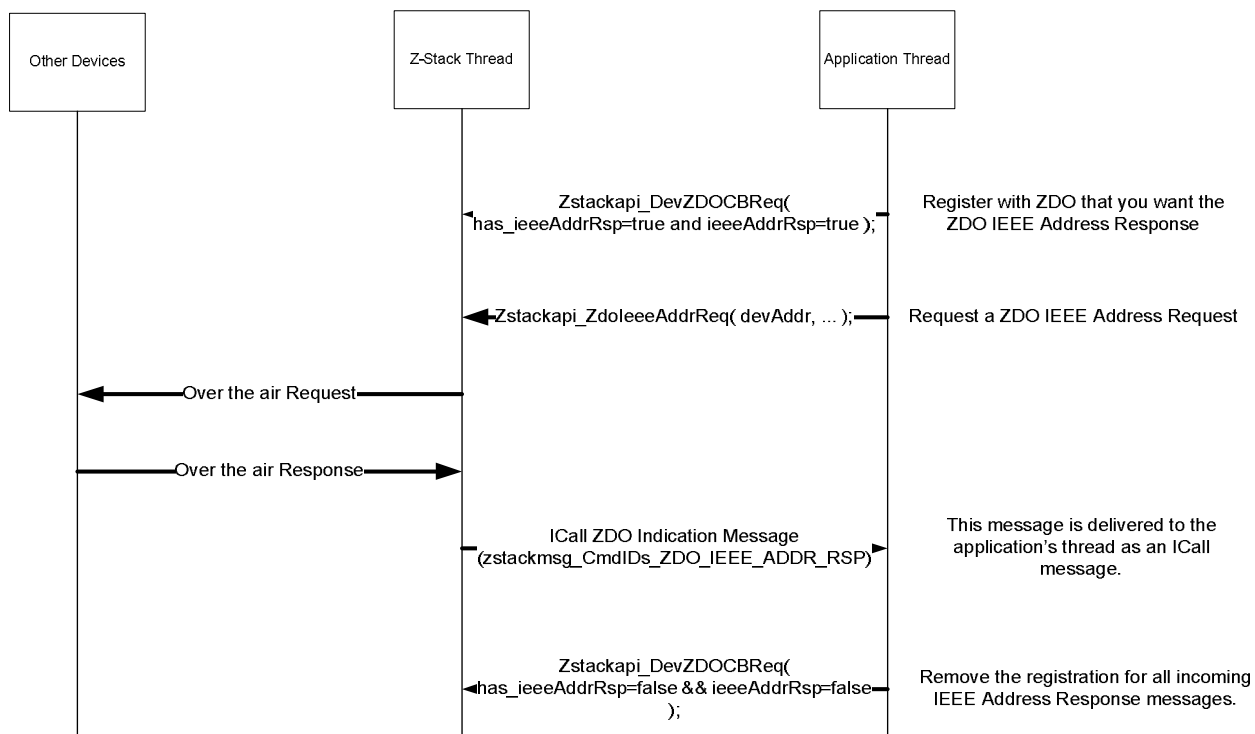 Other Devices
Z-Stack Thread
Application Thread
Zstackapi_DevZDOCBReq(
has_ieeeAddrRsp=true and ieeeAddrRsp=true );
Register with ZDO that you want the
ZDO IEEE Address Response
Zstackapi_ZdoIeeeAddrReq( devAddr, ... );
Request a ZDO IEEE Address Request
Over the air Request
Over the air Response
ICall ZDO Indication Message
(zstackmsg_CmdIDs_ZDO_IEEE_ADDR_RSP)
This message is delivered to the
application’s thread as an ICall
message.
Zstackapi_DevZDOCBReq(
has_ieeeAddrRsp=false && ieeeAddrRsp=false
);
Remove the registration for all incoming
IEEE Address Response messages.